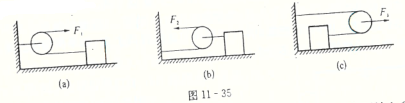 F₁
F₂
F₃
(a)
(b)
(c)
图 11-35